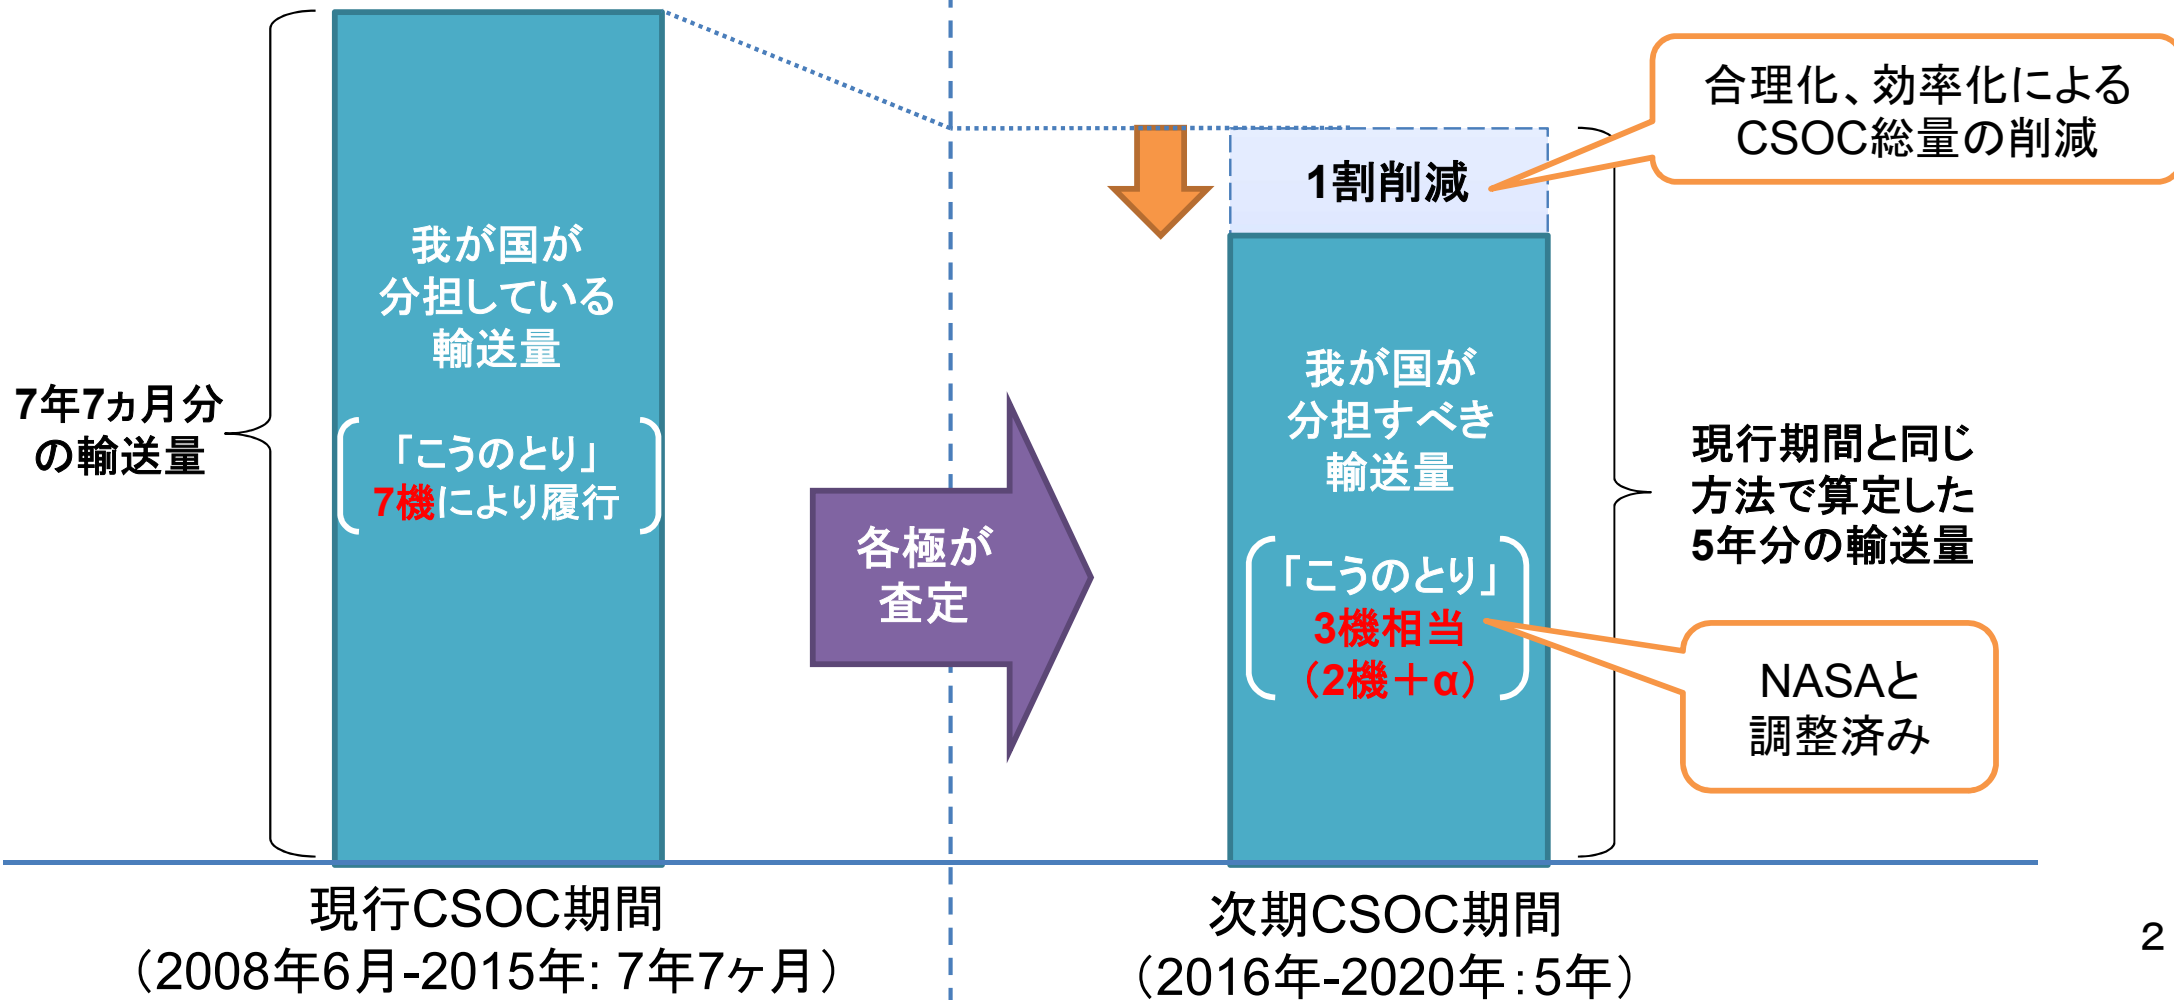 合理化、効率化による
CSOC総量の削減
1割削減
我が国が
分担している
輸送量
7年7ヵ月分
の輸送量
「こうのとり」
7機により履行
各極が
査定
我が国が
分担すべき
輸送量
「こうのとり」
3機相当
（2機＋α）
現行期間と同じ
方法で算定した
5年分の輸送量
NASAと
調整済み
現行CSOC期間
（2008年6月-2015年: 7年7ヶ月）
次期CSOC期間
（2016年-2020年：5年）
2